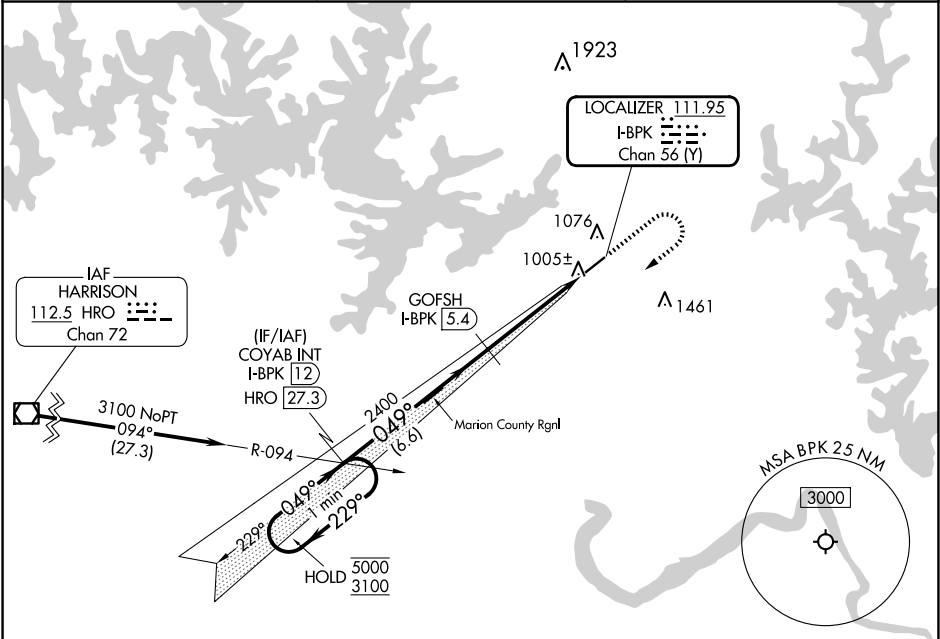 1923
LOCALIZER 111.95
I-BPK
Chan 56 (Y)
1076
1005±
1461
IAF
HARRISON
112.5 HRO
Chan 72
GOFSH
I-BPK 5.4
(IF/IAF)
COYAB INT
I-BPK 12
HRO 27.3
3100 NoPT
094°
(27.3)
R-094
2400
049°
(6.6)
Marion County Rgnl
049°
1 min
229°
229°
HOLD 5000
3100
MSA BPK 25 NM
3000